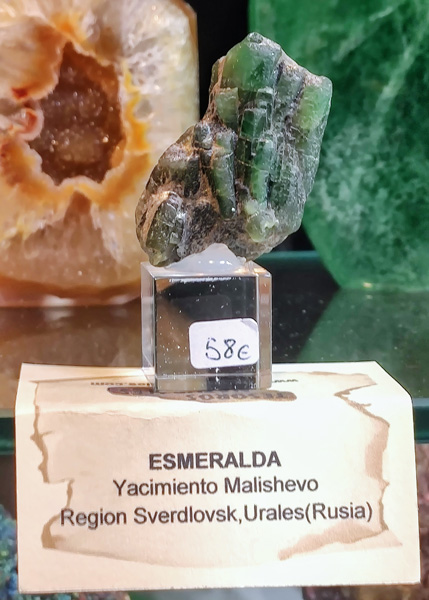 58€
ESMERALDA
Yacimiento Malishevo
Region Sverdlovsk,Urales(Rusia)